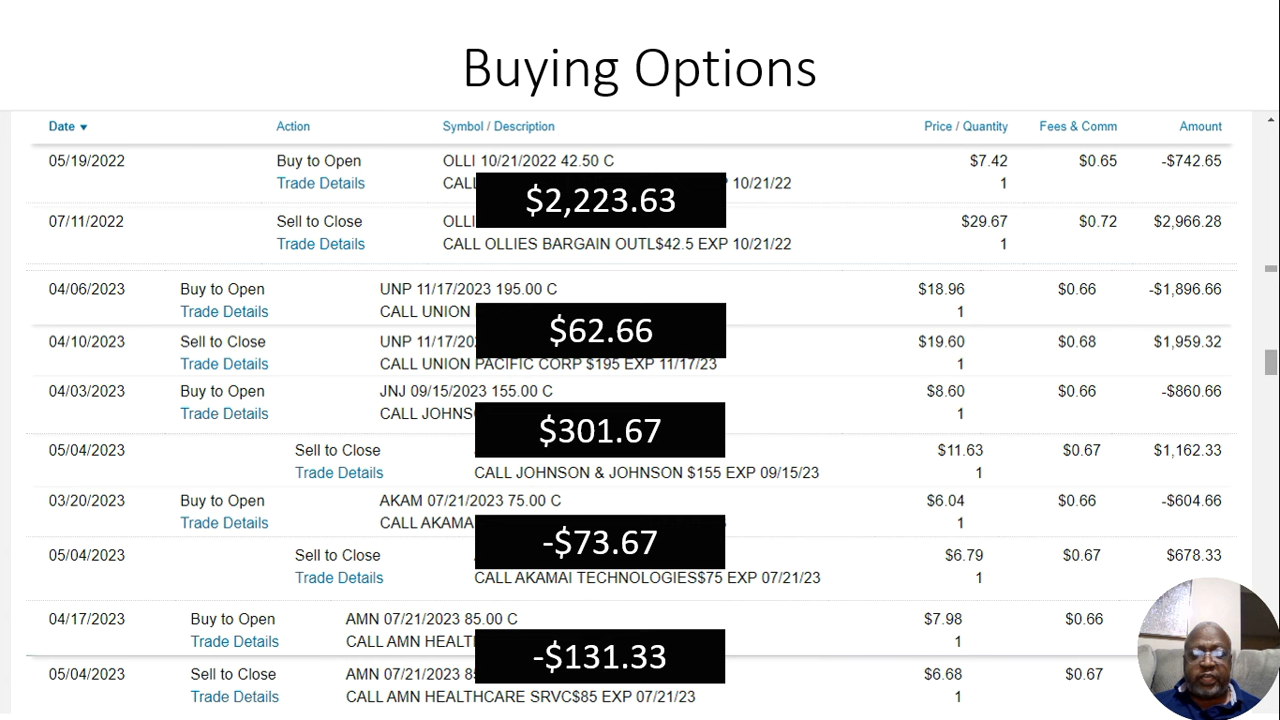 Buying Options
Date Action Symbol / Description Price / Quantity Fees & Comm Amount
05/19/2022 Buy to Open OLLI 10/21/2022 42.50 C $7.42 $0.65 -$742.65
Trade Details CALL 10/21/22 1
$2,223.63
07/11/2022 Sell to Close OLLI $29.67 $0.72 $2,966.28
Trade Details CALL OLLIES BARGAIN OUTL$42.5 EXP 10/21/22 1
04/06/2023 Buy to Open UNP 11/17/2023 195.00 C $18.96 $0.66 -$1,896.66
Trade Details CALL UNION 1
$62.66
04/10/2023 Sell to Close UNP 11/17/202 $19.60 $0.68 $1,959.32
Trade Details CALL UNION PACIFIC CORP $195 EXP 11/17/23 1
04/03/2023 Buy to Open JNJ 09/15/2023 155.00 C $8.60 $0.66 -$860.66
Trade Details CALL JOHNS 1
$301.67
05/04/2023 Sell to Close $11.63 $0.67 $1,162.33
Trade Details CALL JOHNSON & JOHNSON $155 EXP 09/15/23 1
03/20/2023 Buy to Open AKAM 07/21/2023 75.00 C $6.04 $0.66 -$604.66
Trade Details CALL AKAMA 1
-$73.67
05/04/2023 Sell to Close $6.79 $0.67 $678.33
Trade Details CALL AKAMAI TECHNOLOGIES$75 EXP 07/21/23 1
04/17/2023 Buy to Open AMN 07/21/2023 85.00 C $7.98 $0.66
Trade Details CALL AMN HEALT 1
-$131.33
05/04/2023 Sell to Close AMN 07/21/2023 8 $6.68 $0.67
Trade Details CALL AMN HEALTHCARE SRVC$85 EXP 07/21/23 1